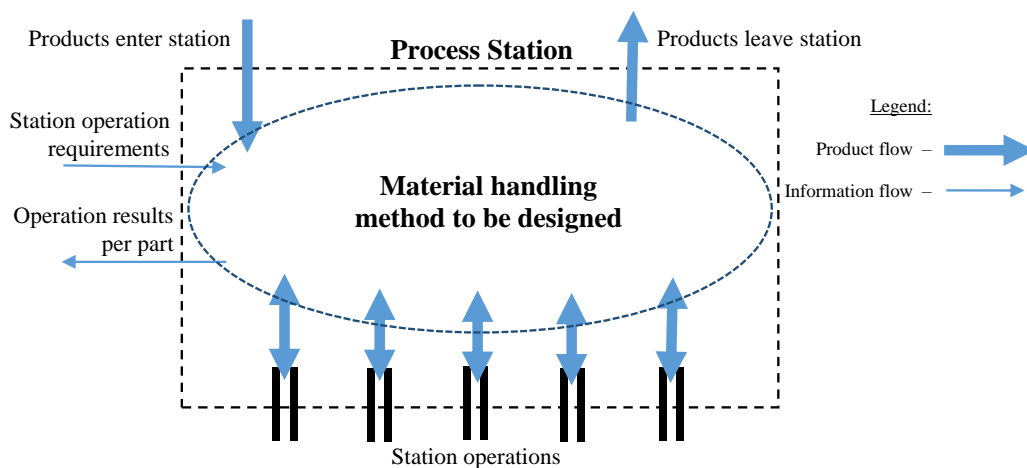 Products enter station
Process Station
Products leave station
Station operation
requirements
Legend:
Product flow –
Information flow –
Material handling
method to be designed
Operation results
per part
Station operations